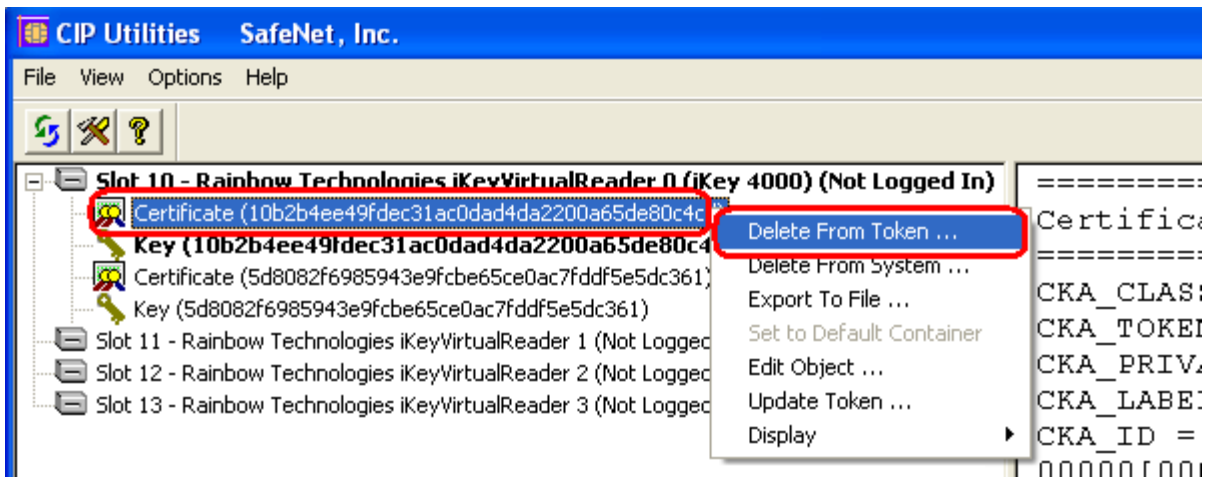 CIP Utilities SafeNet, Inc.
File View Options Help
Slot 10 - Rainbow Technologies iKeyVirtualReader 0 (iKey 4000) (Not Logged In)
Certificate (10b2b4ee49fdec31ac0dad4da2200a65de80c4c
Key (10b2b4ee49fdec31ac0dad4da2200a65de80c4
Certificate (5d8082f6985943e9fcbe65ce0ac7fddf5e5dc361)
Key (5d8082f6985943e9fcbe65ce0ac7fddf5e5dc361)
Slot 11 - Rainbow Technologies iKeyVirtualReader 1 (Not Logged
Slot 12 - Rainbow Technologies iKeyVirtualReader 2 (Not Logged
Slot 13 - Rainbow Technologies iKeyVirtualReader 3 (Not Logged
Delete From Token ...
Delete From System ...
Export To File ...
Set to Default Container
Edit Object ...
Update Token ...
Display
==========
Certifica
==========
CKA_CLASS
CKA_TOKEN
CKA_PRIVA
CKA_LABEL
CKA_ID =